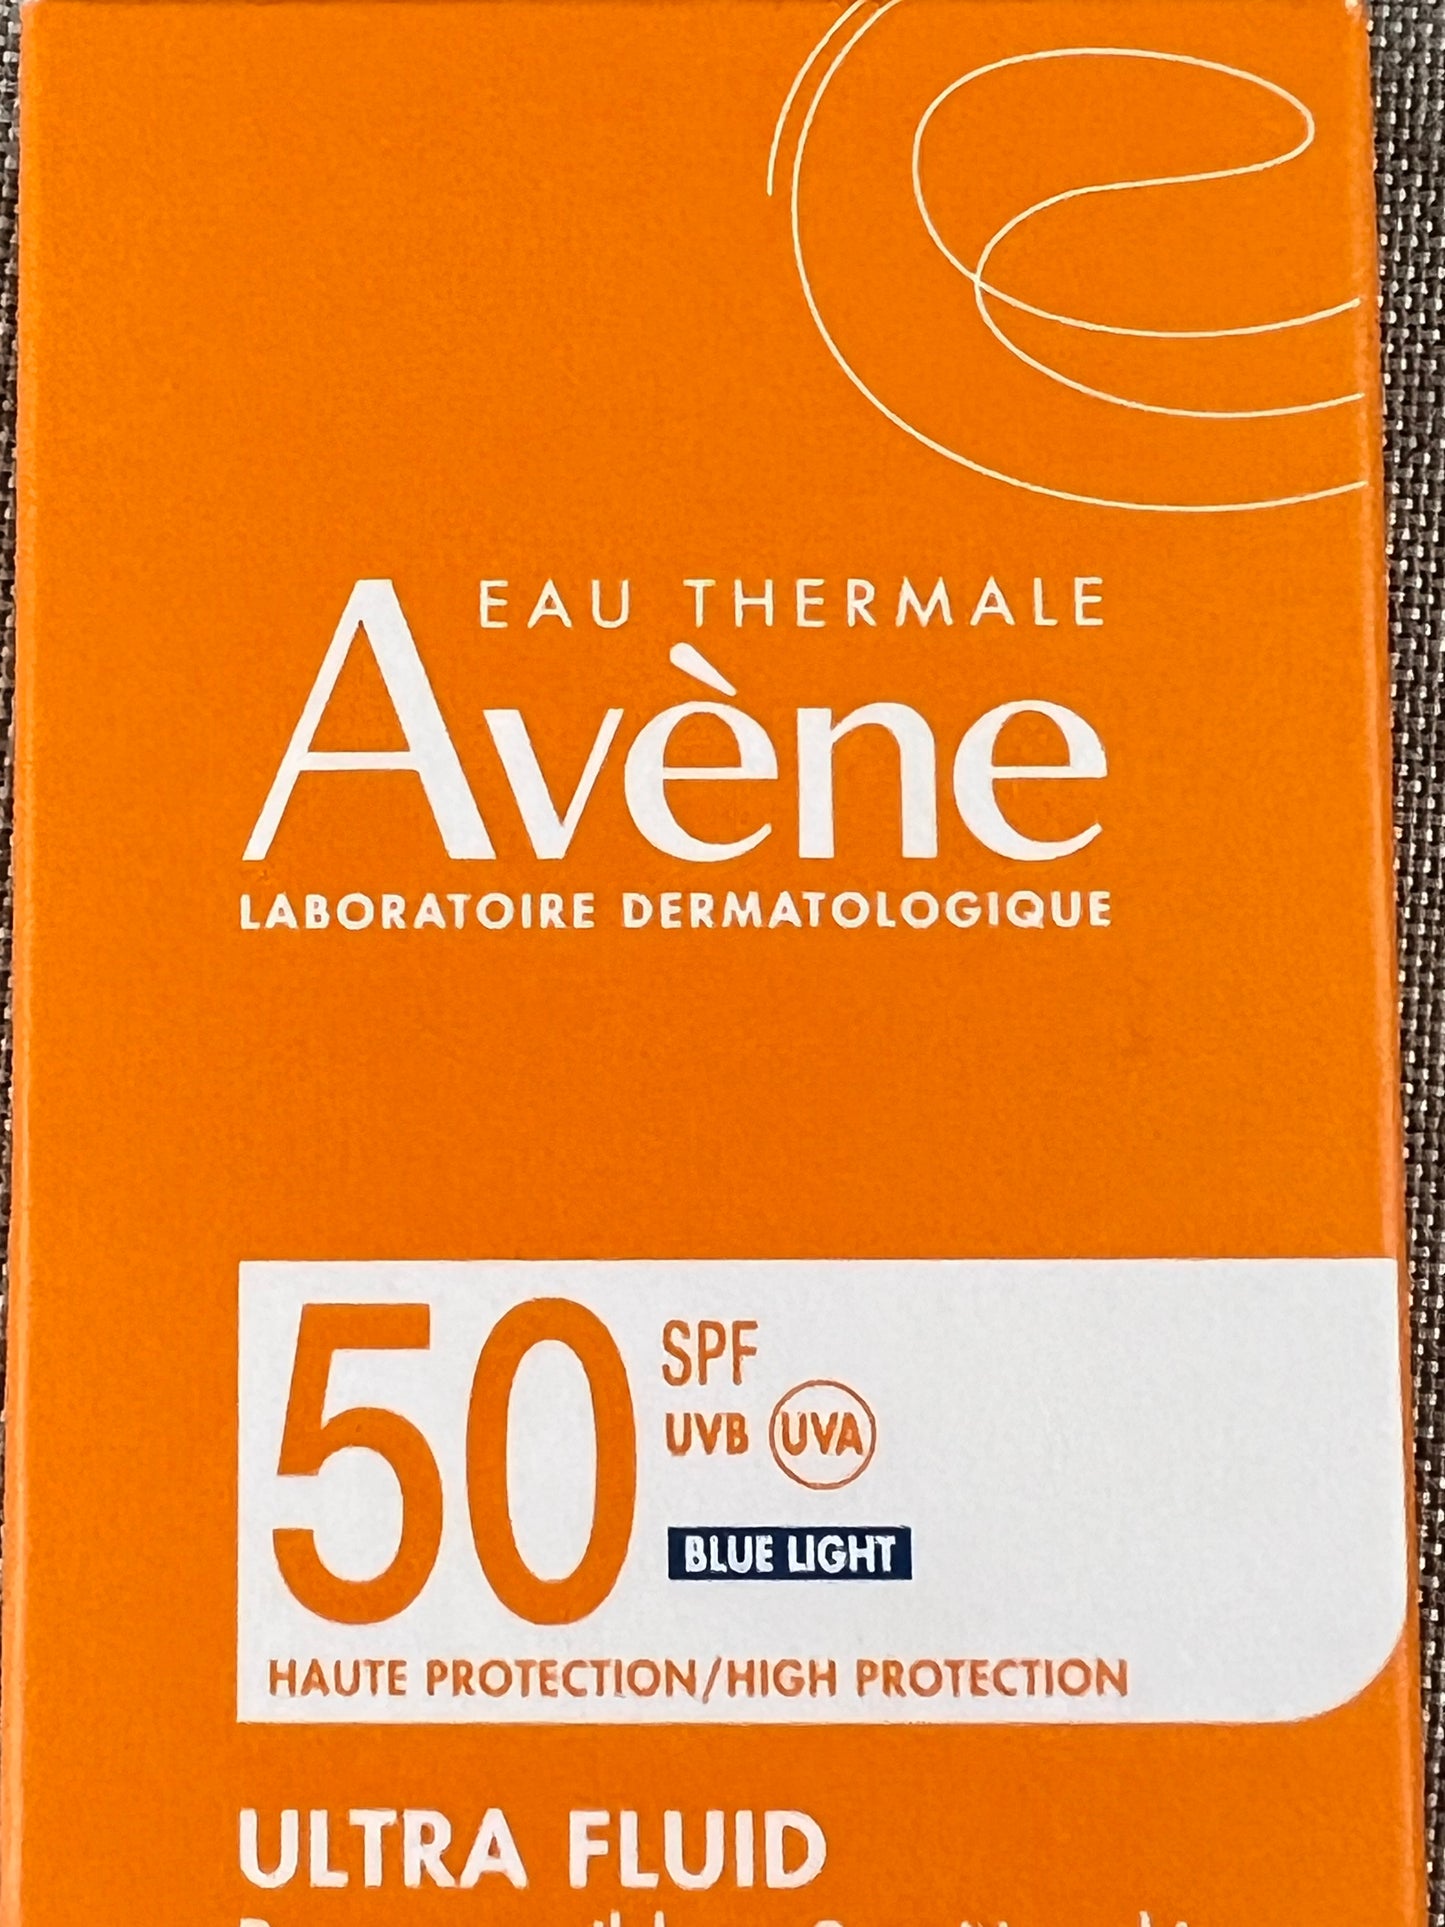 EAU THERMALE
Avène
LABORATOIRE DERMATOLOGIQUE
50 SPF
UVB UVA
BLUE LIGHT
HAUTE PROTECTION/HIGH PROTECTION
ULTRA FLUID